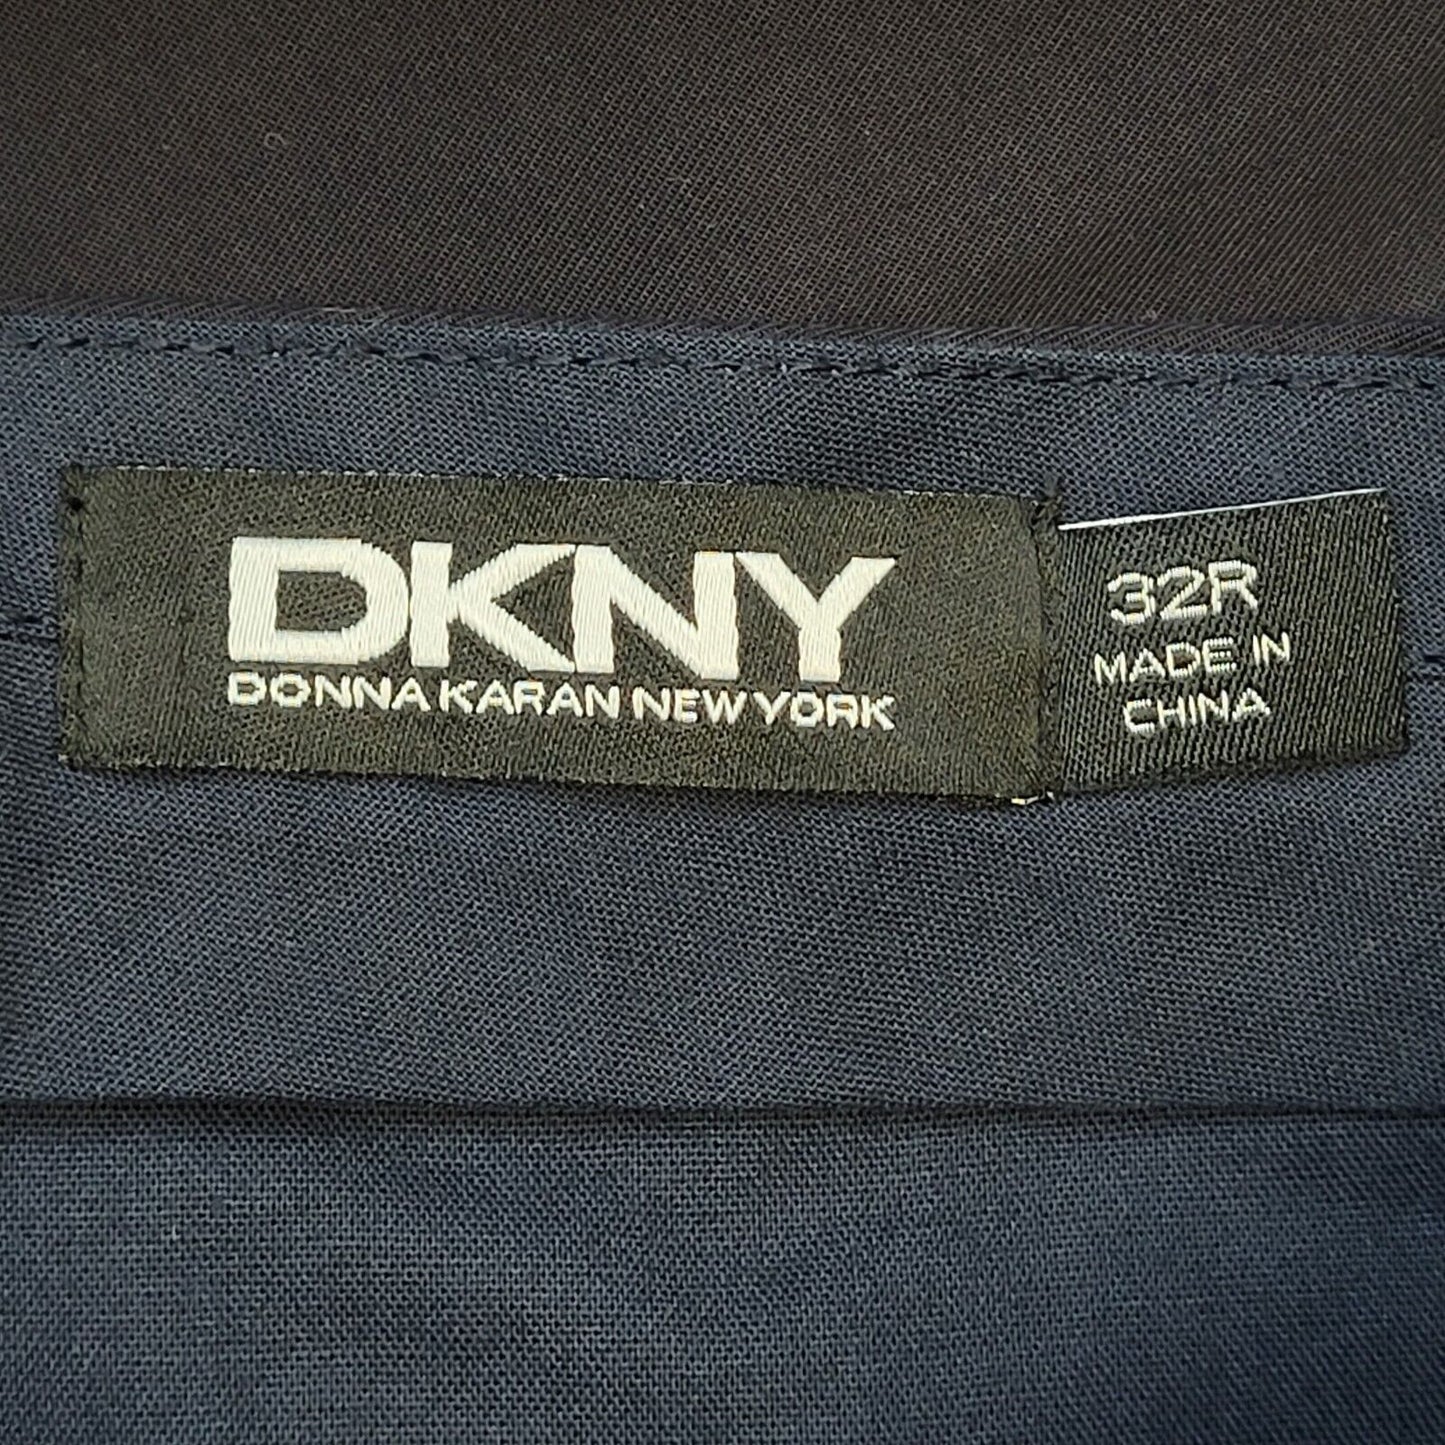 DKNY
DONNA KARAN NEW YORK
32R
MADE IN
CHINA